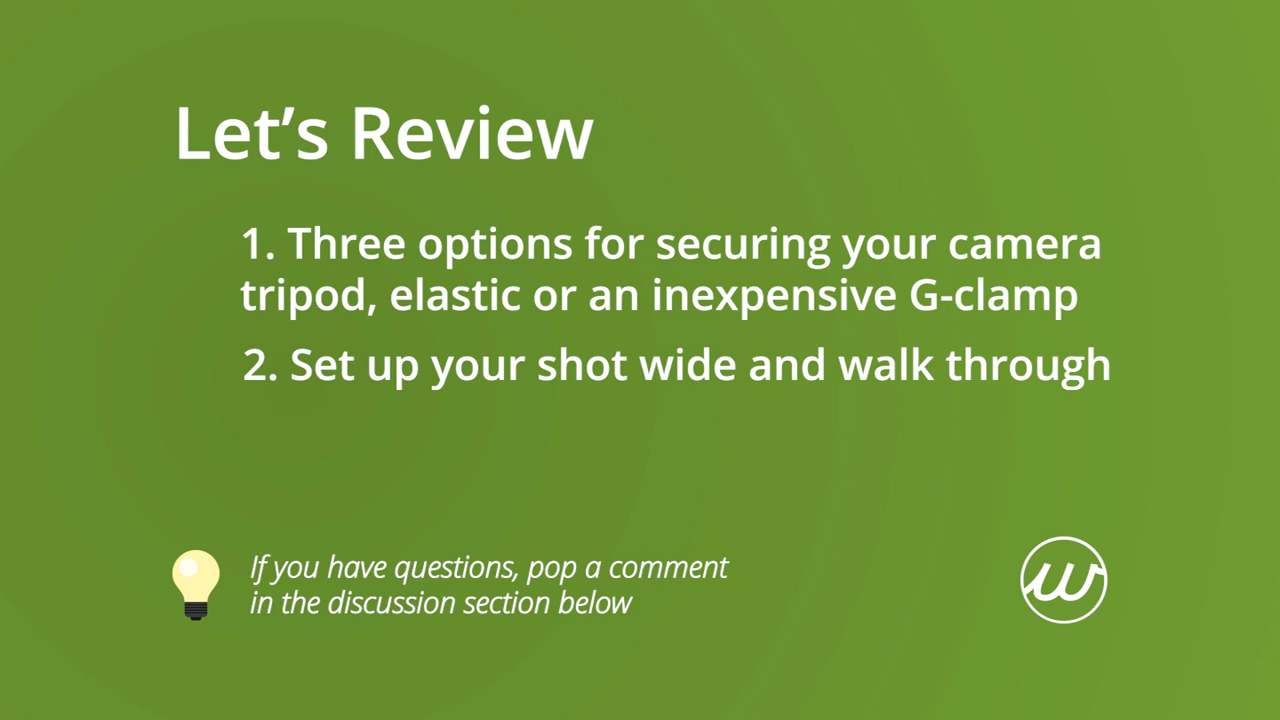 Let’s Review
1. Three options for securing your camera
tripod, elastic or an inexpensive G-clamp
2. Set up your shot wide and walk through
If you have questions, pop a comment
in the discussion section below
w